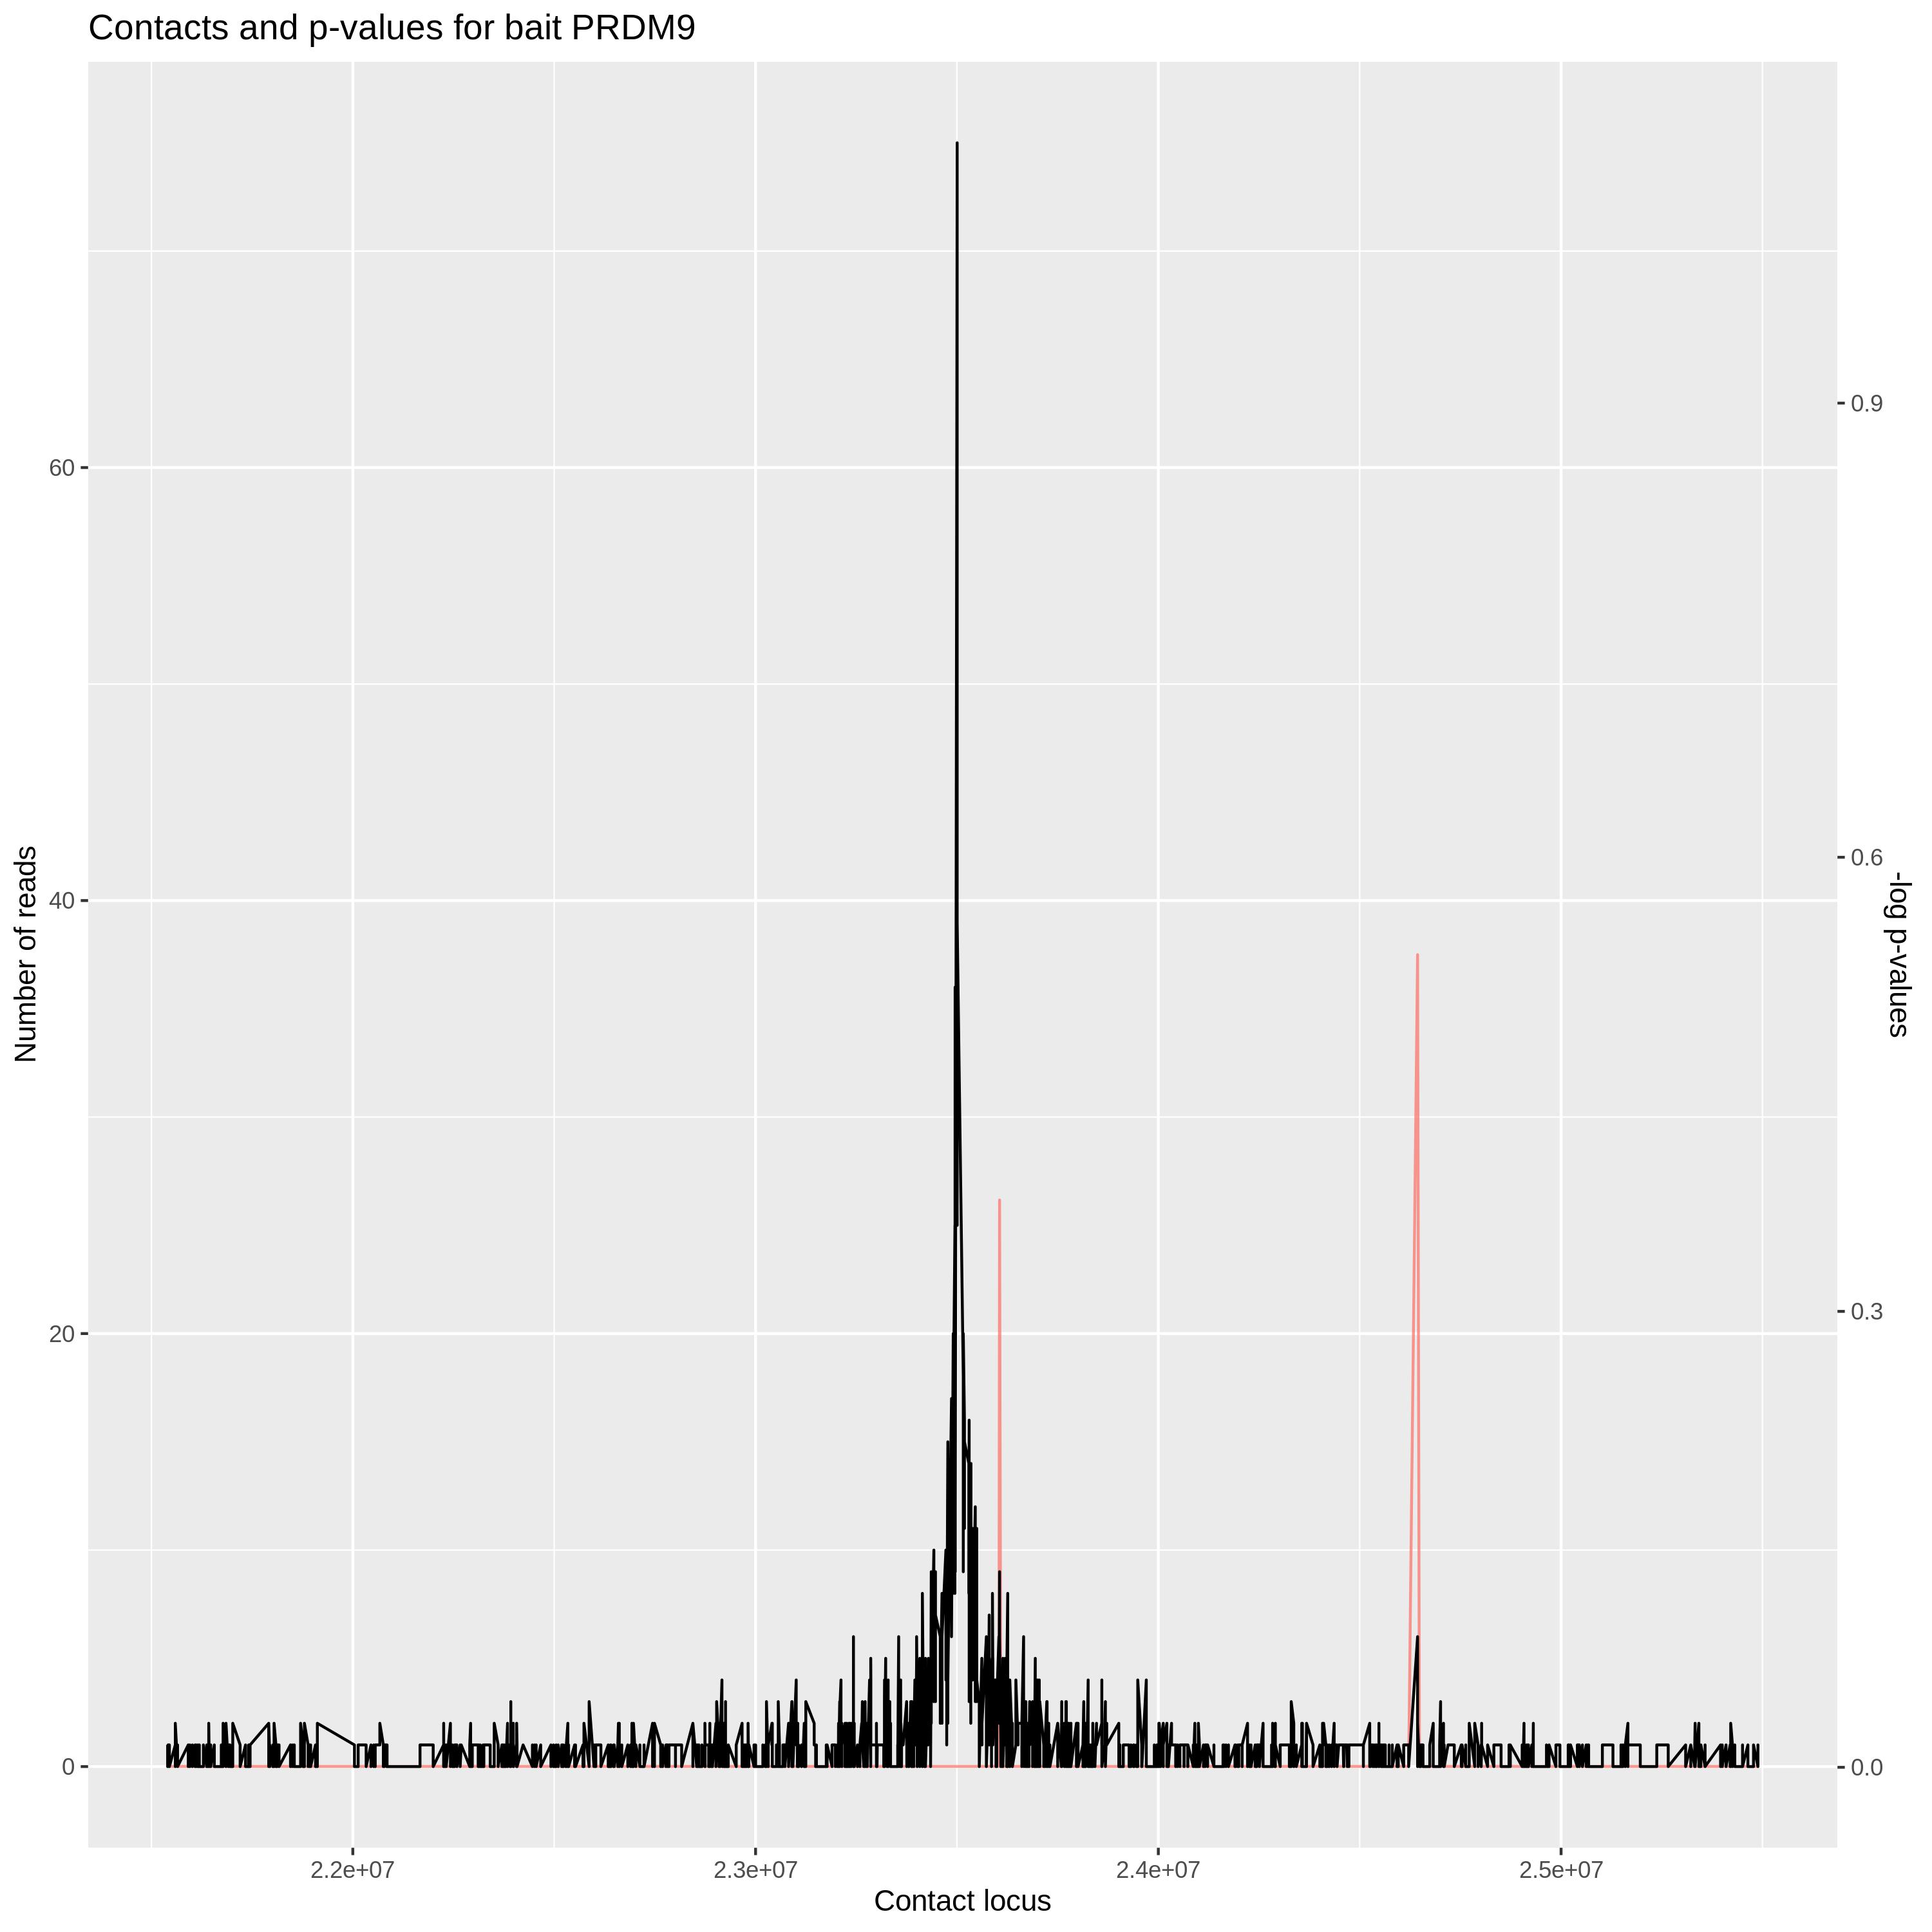 Contacts and p-values for bait PRDM9
Number of reads
60
40
20
0
0.9
0.6
0.3
0.0
-log p-values
2.2e+07
2.3e+07
2.4e+07
2.5e+07
Contact locus